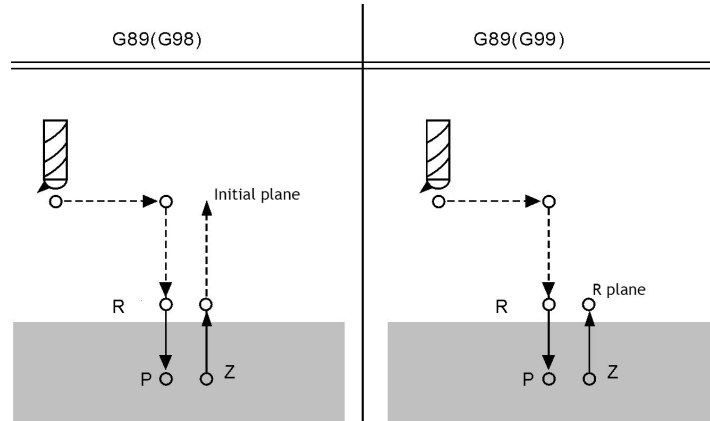 G89(G98)
G89(G99)
Initial plane
R
P
Z
R plane
R
P
Z